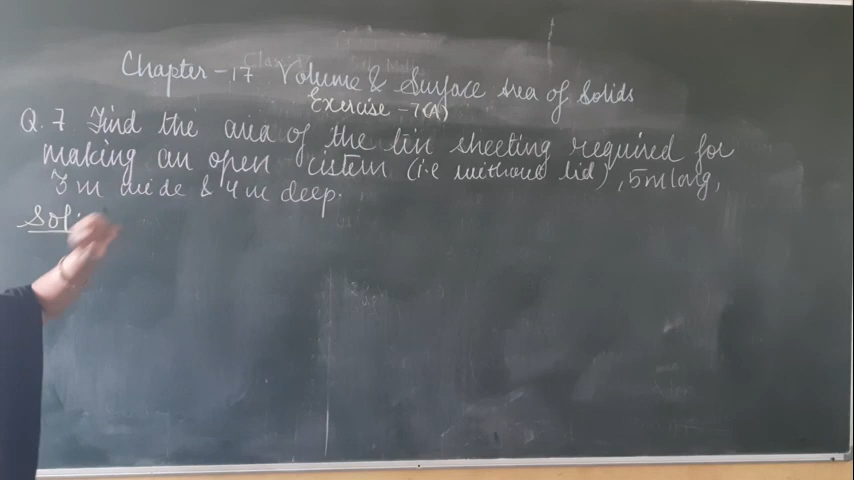 Chapter - 17 Volume & Surface Area of Solids
Exercise - 7(A)
Q. 7 Find the area of the tin sheeting required for
making an open cistern (i.e without lid), 5m long,
3m wide & 4m deep.
Sol: